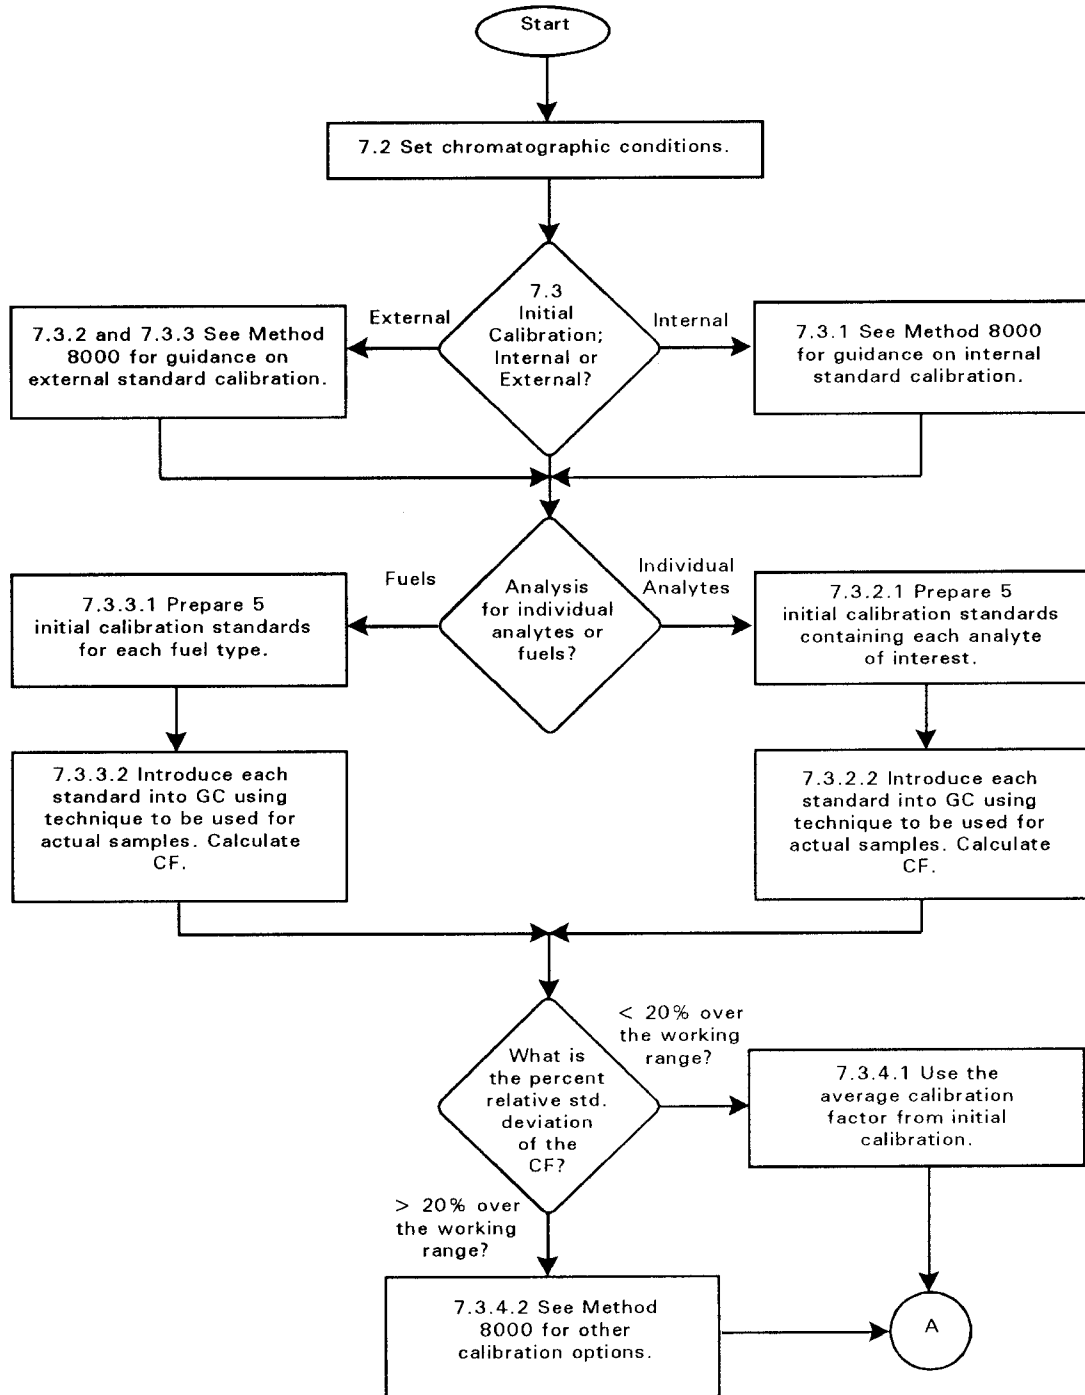 Start
7.2 Set chromatographic conditions.
7.3
Initial
Calibration;
Internal or
External?
External
Internal
7.3.2 and 7.3.3 See Method
8000 for guidance on
external standard calibration.
7.3.1 See Method 8000
for guidance on internal
standard calibration.
Analysis
for individual
analytes or
fuels?
Fuels
Individual
Analytes
7.3.3.1 Prepare 5
initial calibration standards
for each fuel type.
7.3.2.1 Prepare 5
initial calibration standards
containing each analyte
of interest.
7.3.3.2 Introduce each
standard into GC using
technique to be used for
actual samples. Calculate
CF.
7.3.2.2 Introduce each
standard into GC using
technique to be used for
actual samples. Calculate
CF.
What is
the percent
relative std.
deviation
of the
CF?
< 20% over
the working
range?
7.3.4.1 Use the
average calibration
factor from initial
calibration.
> 20% over
the working
range?
7.3.4.2 See Method
8000 for other
calibration options.
A